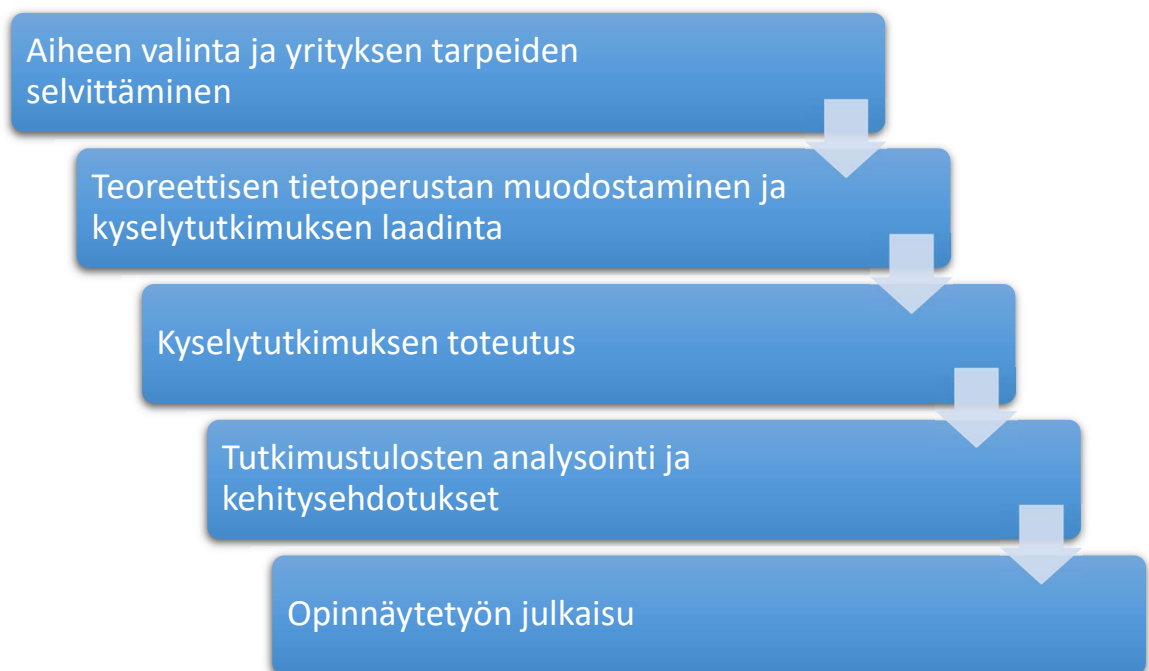 Aiheen valinta ja yrityksen tarpeiden
selvittäminen
Teoreettisen tietoperustan muodostaminen ja
kyselytutkimuksen laadinta
Kyselytutkimuksen toteutus
Tutkimustulosten analysointi ja
kehitysehdotukset
Opinnäytetyön julkaisu